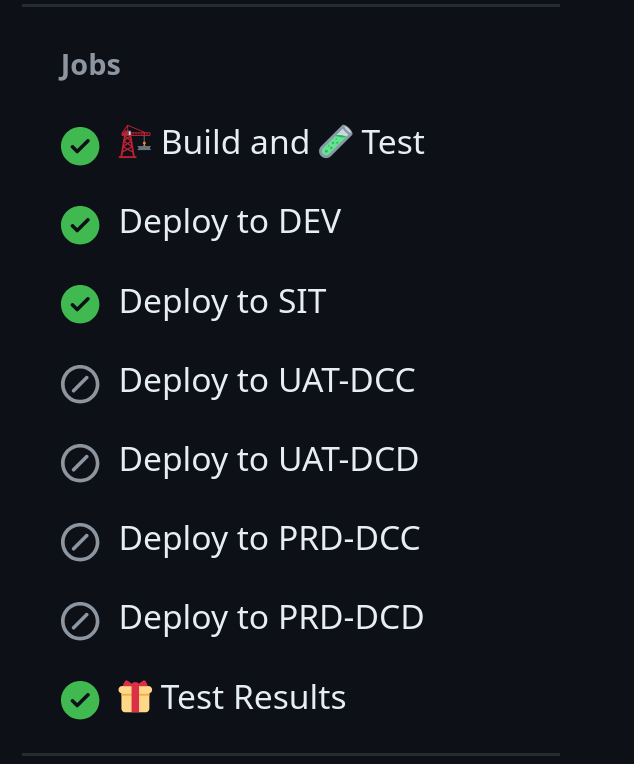 Jobs
🏗️ Build and 🧪 Test
Deploy to DEV
Deploy to SIT
Deploy to UAT-DCC
Deploy to UAT-DCD
Deploy to PRD-DCC
Deploy to PRD-DCD
🎁 Test Results